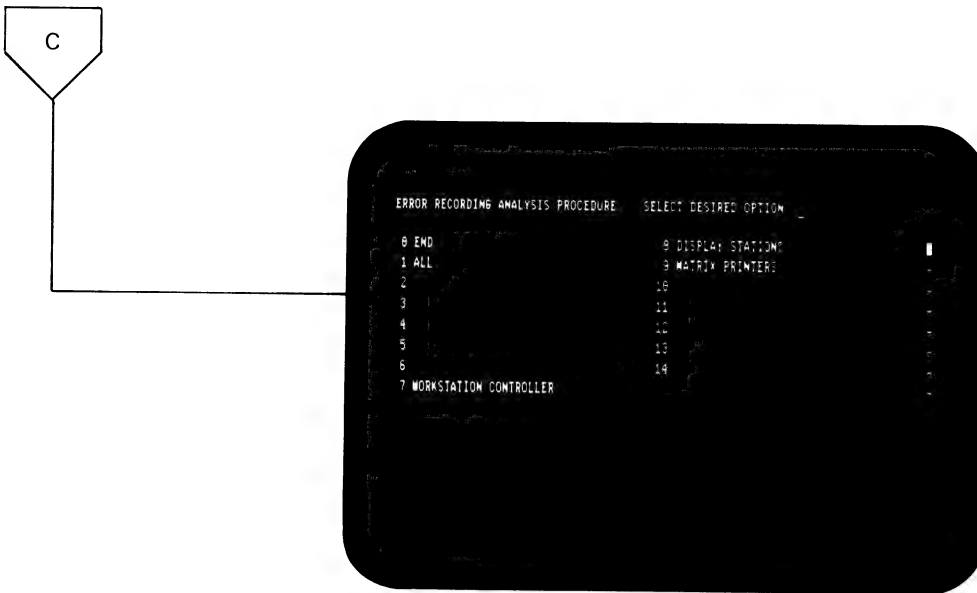 C
ERROR RECORDING ANALYSIS PROCEDURE SELECT DESIRED OPTION _
0 END
1 ALL
2
3
4
5
6
7 WORKSTATION CONTROLLER
8 DISPLAY STATIONS
9 MATRIX PRINTERS
10
11
12
13
14